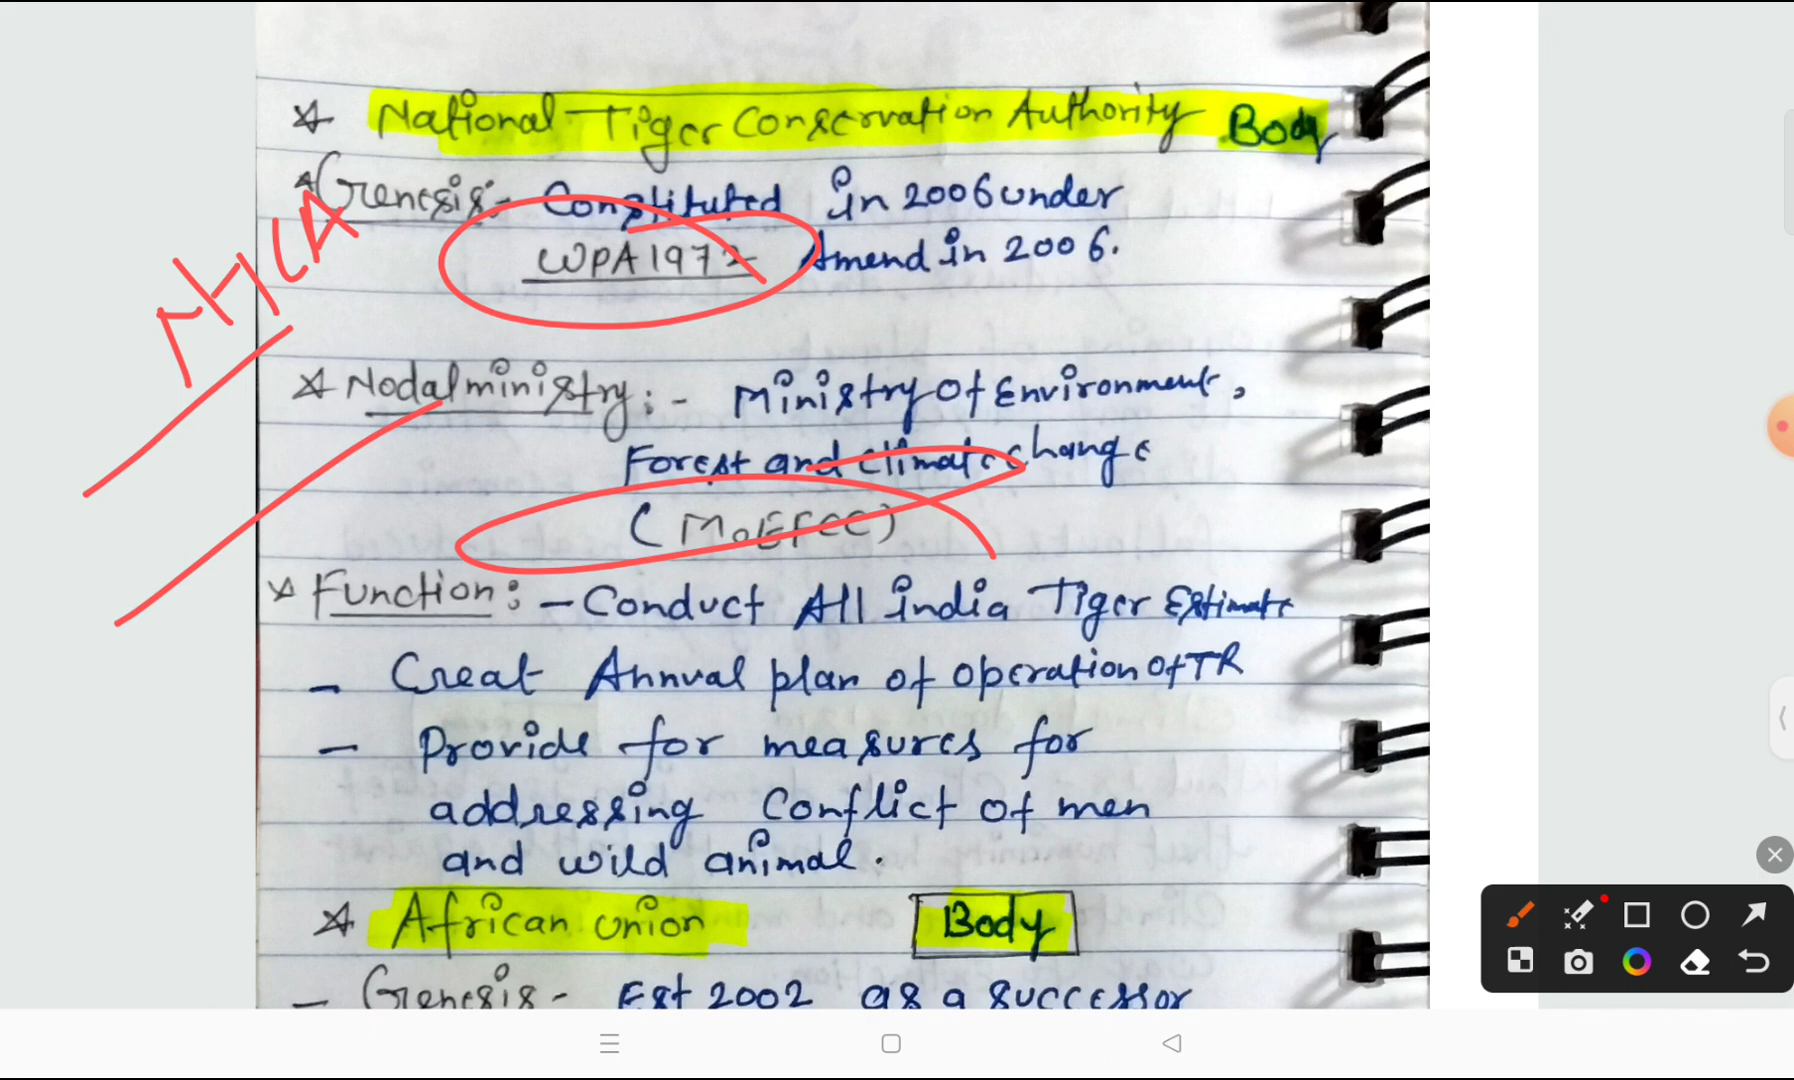 National Tiger Conservation Authority Body
Genesis:- Constituted in 2006 under
WPA 1972 Amend in 2006.
Nodal ministry:- Ministry of Environment,
Forest and climate change
(MoEFCC)
Function: - Conduct All india Tiger Estimate
- Creat Annual plan of operation of TR
- Provide for measures for
addressing Conflict of men
and wild animal.
African union Body
- Genesis - Est 2002 as a successor